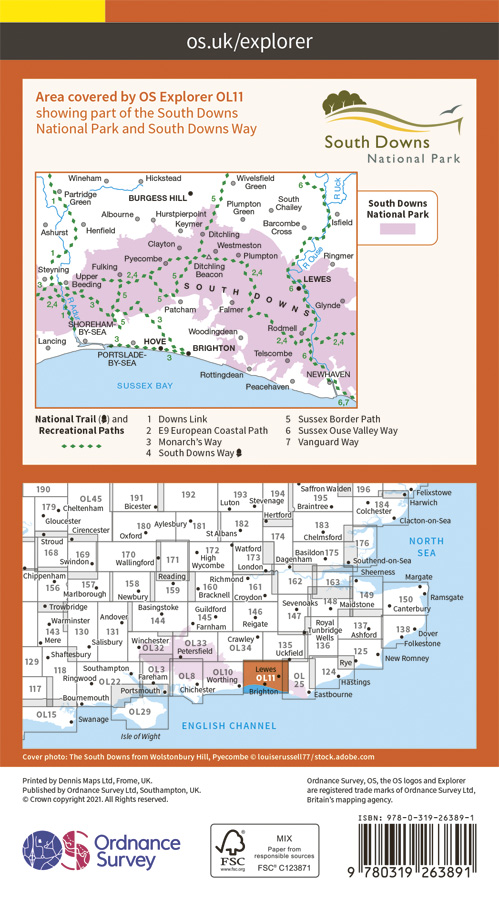 os.uk/explorer
Area covered by OS Explorer OL11
showing part of the South Downs
National Park and South Downs Way
South Downs
National Park
South Downs
National Park
Wineham
Hickstead
Wivelsfield
Green
R Uck
Partridge
Green
BURGESS HILL
Plumpton
Green
South
Chailey
Albourne
Hurstpierpoint
Keymer
Barcombe
Cross
Isfield
Ashurst
Henfield
Ditchling
Clayton
Westmeston
R Ouse
Ringmer
Steyning
Pyecombe
Plumpton
Fulking
Ditchling
Beacon
LEWES
Upper
Beeding
SOUTH DOWNS
Glynde
R Adur
Patcham
Falmer
SHOREHAM-
BY-SEA
Woodingdean
Rodmell
Lancing
HOVE
BRIGHTON
Telscombe
PORTSLADE-
BY-SEA
Rottingdean
NEWHAVEN
SUSSEX BAY
Peacehaven
6,7
National Trail and
Recreational Paths
1 Downs Link
2 E9 European Coastal Path
3 Monarch's Way
4 South Downs Way
5 Sussex Border Path
6 Sussex Ouse Valley Way
7 Vanguard Way
190
OL45
191
192
193
194
195
196
Saffron Walden
Felixstowe
Harwich
179
Cheltenham
Bicester
Luton
Stevenage
Braintree
184
Colchester
Gloucester
Cirencester
180
Oxford
Aylesbury
181
182
St Albans
Hertford
183
Chelmsford
Clacton-on-Sea
NORTH
SEA
Stroud
168
169
Swindon
170
Wallingford
171
172
High
Wycombe
Watford
173
London
174
Dagenham
Basildon
175
176
Southend-on-Sea
Chippenham
156
157
Marlborough
158
Newbury
Reading
159
160
Bracknell
Richmond
161
Croydon
162
163
Sheerness
Margate
Ramsgate
Trowbridge
Basingstoke
144
Guildford
145
Farnham
146
Reigate
Sevenoaks
147
148
Maidstone
149
150
Canterbury
Warminster
143
Mere
130
Salisbury
Andover
131
Winchester
OL32
OL33
Petersfield
Crawley
OL34
135
Uckfield
Royal
Tunbridge
Wells
136
137
Ashford
138
Dover
Folkestone
Shaftesbury
129
118
Ringwood
Southampton
OL22
OL3
Fareham
OL8
OL10
Worthing
Lewes
OL11
Brighton
OL
25
124
Rye
125
New Romney
Hastings
117
Bournemouth
Portsmouth
Chichester
Eastbourne
OL15
Swanage
OL29
Isle of Wight
ENGLISH CHANNEL
Cover photo: The South Downs from Wolstonbury Hill, Pyecombe © louiserussell77/stock.adobe.com
Printed by Dennis Maps Ltd, Frome, UK.
Published by Ordnance Survey Ltd, Southampton, UK.
© Crown copyright 2021. All Rights reserved.
Ordnance Survey, OS, the OS logos and Explorer
are registered trade marks of Ordnance Survey Ltd,
Britain's mapping agency.
Ordnance
Survey
FSC
www.fsc.org
MIX
Paper from
responsible sources
FSC® C123871
ISBN: 978-0-319-26389-1
9 780319 263891